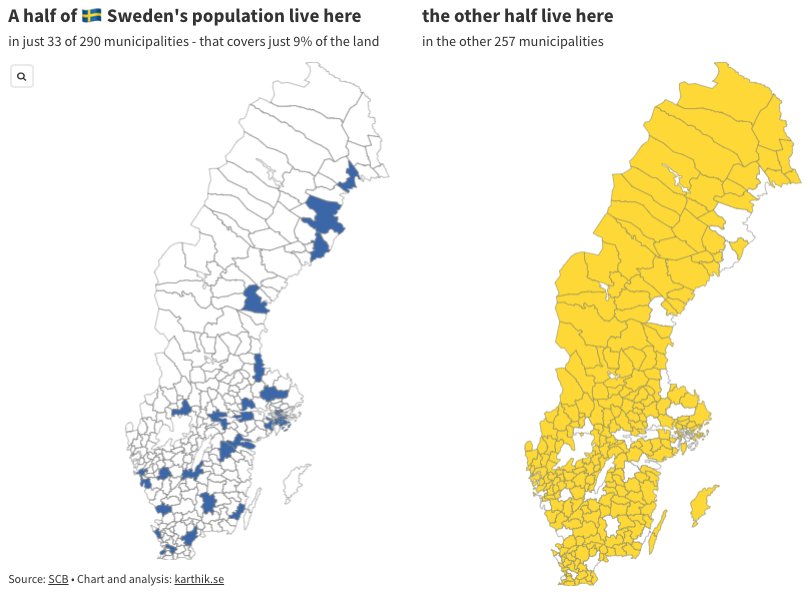 A half of 🇸🇪 Sweden's population live here
in just 33 of 290 municipalities - that covers just 9% of the land
the other half live here
in the other 257 municipalities
Source: SCB • Chart and analysis: karthik.se